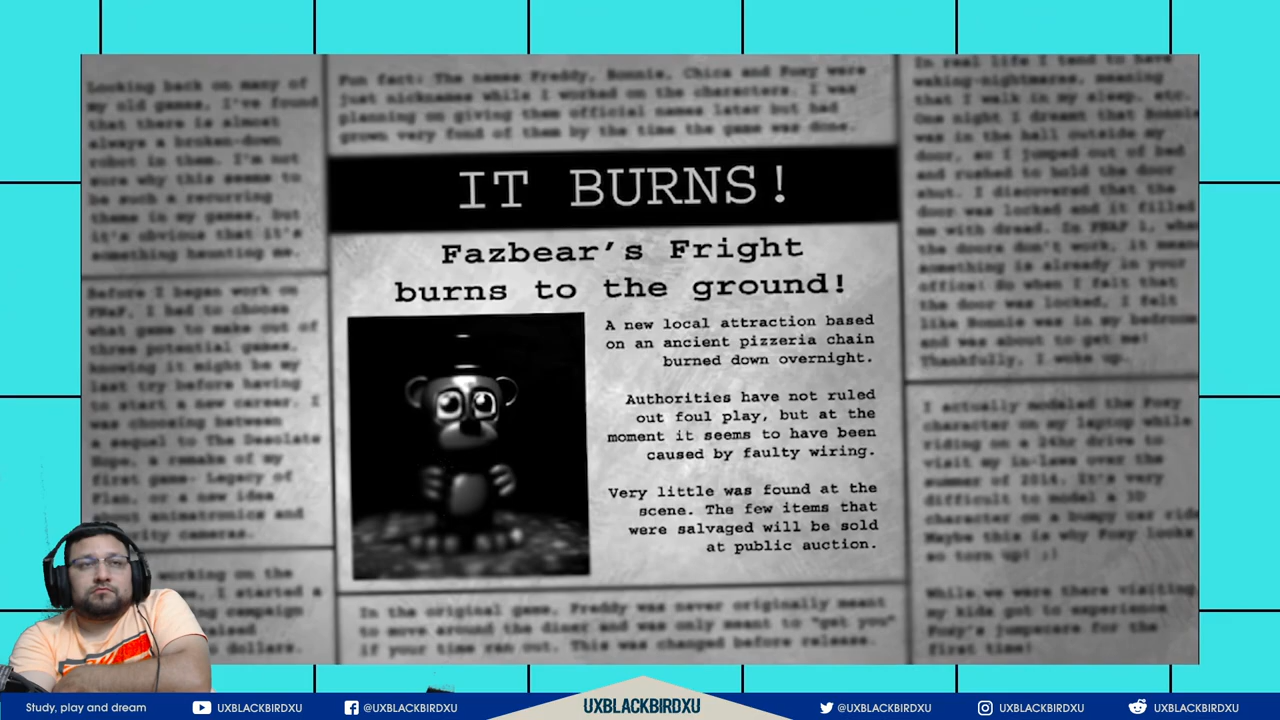 Looking back on many of
my old games, I've found
that there is almost
always a broken-down
robot in them. I'm not
sure why this seems to
be such a recurring
theme in my games, but
it's obvious that it's
something haunting me.
Before I began work on
FNaF, I had to choose
what game to make out of
three potential games,
knowing it might be my
last try before having
to start a new career. I
was choosing between
a sequel to The Desolate
Hope, a remake of my
first game- Legacy of
Flan, or a new idea
about animatronics and
cameras.
working on the
I started a
campaign
dollars.
Fun fact: The names Freddy, Bonnie, Chica and Foxy were
just nicknames while I worked on the characters. I was
planning on giving them official names later but had
grown very fond of them by the time the game was done.
IT BURNS!
Fazbear's Fright
burns to the ground!
A new local attraction based
on an ancient pizzeria chain
burned down overnight.
Authorities have not ruled
out foul play, but at the
moment it seems to have been
caused by faulty wiring.
Very little was found at the
scene. The few items that
were salvaged will be sold
at public auction.
In the original game, Freddy was never originally meant
to move around the diner and was only meant to "get you"
if your time ran out. This was changed before release.
In real life I tend to have
waking-nightmares, meaning
that I walk in my sleep, etc.
One night I dreamt that Bonnie
was in the hall outside my
door, so I jumped out of bed
and rushed to hold the door
shut. I discovered that the
door was locked and it filled
me with dread. In FNAF 1, when
the doors don't work, it means
something is already in your
office! So when I felt that
the door was locked, I felt
like Bonnie was in my bedroom
and was about to get me!
Thankfully, I woke up.
I actually modeled the Foxy
character on my laptop while
riding on a 24hr drive to
visit my in-laws over the
summer of 2014. It's very
difficult to model a 3D
character on a bumpy car ride
Maybe this is why Foxy looks
so torn up! ;)
While we were there visiting,
my kids got to experience
Foxy's jumpscare for the
first time!
Study, play and dream
UXBLACKBIRDXU
@UXBLACKBIRDXU
UXBLACKBIRDXU
@UXBLACKBIRDXU
UXBLACKBIRDXU
UXBLACKBIRDXU